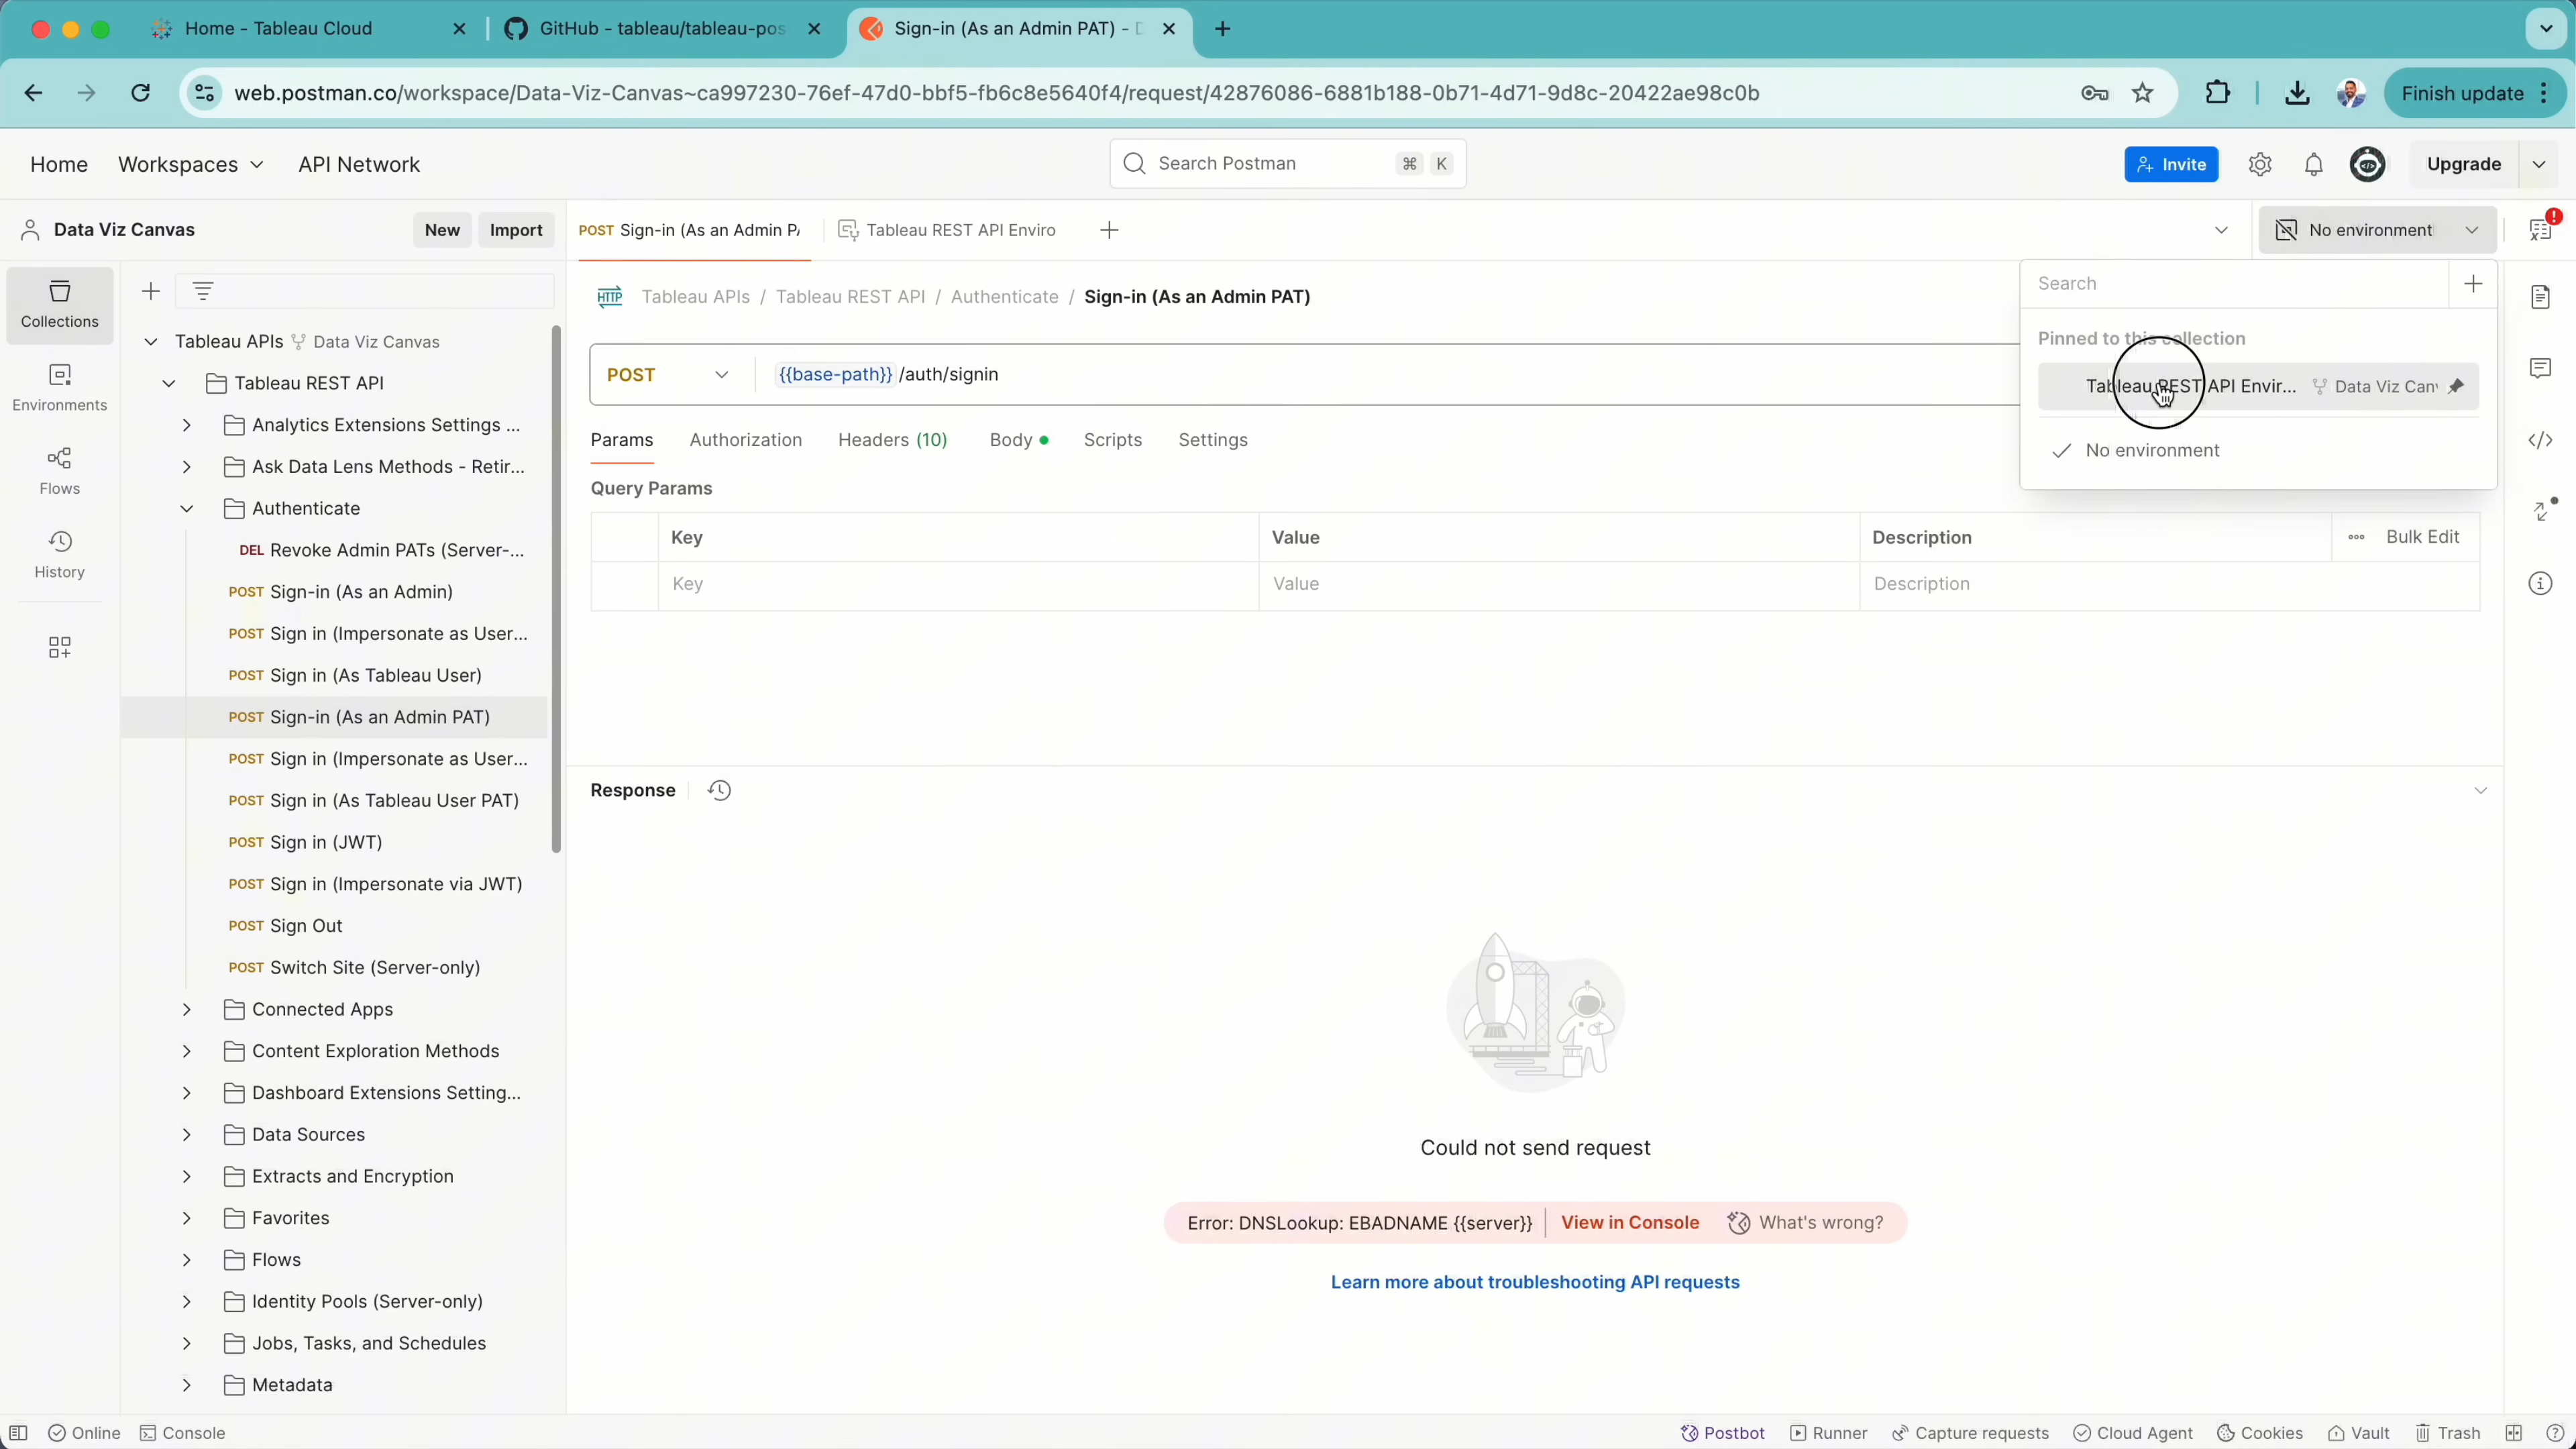 Home - Tableau Cloud
GitHub - tableau/tableau-pos
Sign-in (As an Admin PAT) - D
web.postman.co/workspace/Data-Viz-Canvas~ca997230-76ef-47d0-bbf5-fb6c8e5640f4/request/42876086-6881b188-0b71-4d71-9d8c-20422ae98c0b
Finish update
Home
Workspaces
API Network
Search Postman
⌘ K
Invite
Upgrade
Data Viz Canvas
New
Import
POST Sign-in (As an Admin PA
Tableau REST API Enviro
No environment
Collections
Environments
Flows
History
Tableau APIs Data Viz Canvas
Tableau REST API
Analytics Extensions Settings ...
Ask Data Lens Methods - Retir...
Authenticate
DEL Revoke Admin PATs (Server-...
POST Sign-in (As an Admin)
POST Sign in (Impersonate as User...
POST Sign in (As Tableau User)
POST Sign-in (As an Admin PAT)
POST Sign in (Impersonate as User...
POST Sign in (As Tableau User PAT)
POST Sign in (JWT)
POST Sign in (Impersonate via JWT)
POST Sign Out
POST Switch Site (Server-only)
Connected Apps
Content Exploration Methods
Dashboard Extensions Setting...
Data Sources
Extracts and Encryption
Favorites
Flows
Identity Pools (Server-only)
Jobs, Tasks, and Schedules
Metadata
HTTP Tableau APIs / Tableau REST API / Authenticate / Sign-in (As an Admin PAT)
POST
{{base-path}} /auth/signin
Params
Authorization
Headers (10)
Body
Scripts
Settings
Query Params
Key Value Description Bulk Edit
Key Value Description
Search
Pinned to this collection
Tableau REST API Envir... Data Viz Canv
No environment
Response
Could not send request
Error: DNSLookup: EBADNAME {{server}}
View in Console
What's wrong?
Learn more about troubleshooting API requests
Online
Console
Postbot
Runner
Capture requests
Cloud Agent
Cookies
Vault
Trash